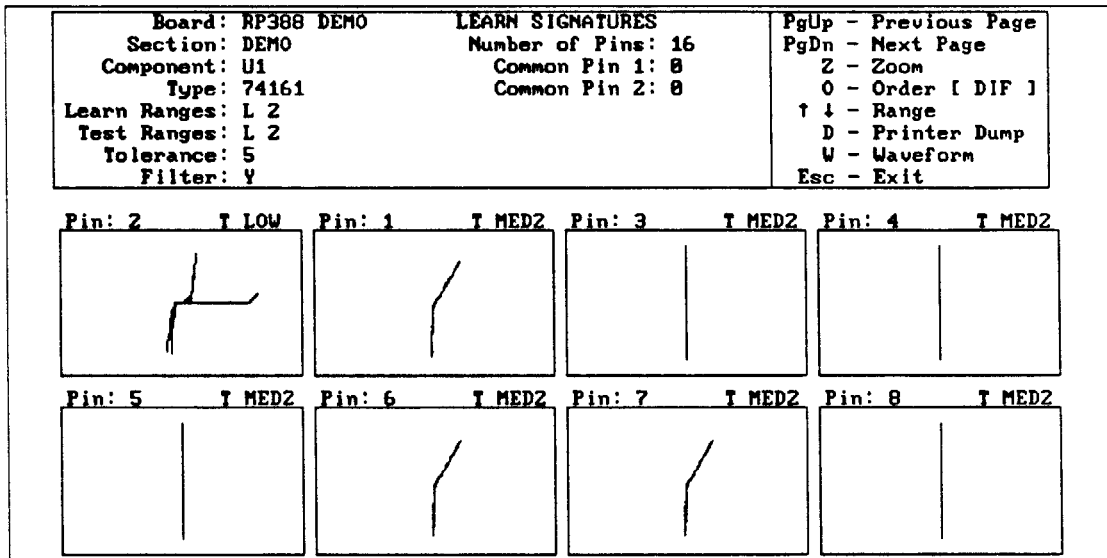 Board: RP388 DEMO
Section: DEMO
Component: U1
Type: 74161
Learn Ranges: L 2
Test Ranges: L 2
Tolerance: 5
Filter: Y
LEARN SIGNATURES
Number of Pins: 16
Common Pin 1: 0
Common Pin 2: 0
PgUp - Previous Page
PgDn - Next Page
Z - Zoom
O - Order [ DIF ]
↑ ↓ - Range
D - Printer Dump
W - Waveform
Esc - Exit
Pin: 2 T LOW
Pin: 1 T MED2
Pin: 3 T MED2
Pin: 4 T MED2
Pin: 5 T MED2
Pin: 6 T MED2
Pin: 7 T MED2
Pin: 8 T MED2